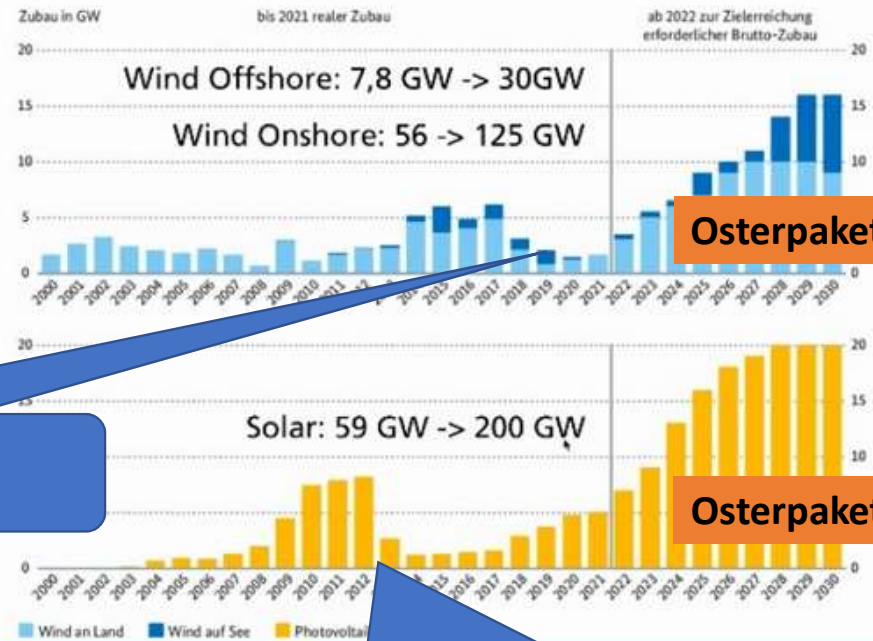 Zubau in GW
bis 2021 realer Zubau
ab 2022 zur Zielerreichung
erforderlicher Brutto-Zubau
20 20
Wind Offshore: 7,8 GW -> 30GW
15 15
Wind Onshore: 56 -> 125 GW
10 10
5
Osterpaket
0 0
2000 2001 2002 2003 2004 2005 2006 2007 2008 2009 2010 2011 2012 2015 2016 2017 2018 2019 2020 2021 2022 2023 2024 2025 2026 2027 2028 2029 2030
20 20
15
Solar: 59 GW -> 200 GW
10
Osterpaket
0 0
2000 2001 2002 2003 2004 2005 2006 2007 2008 2009 2010 2011 2012 2014 2015 2016 2017 2018 2019 2020 2021 2022 2023 2024 2025 2026 2027 2028 2029 2030
Wind an Land Wind auf See